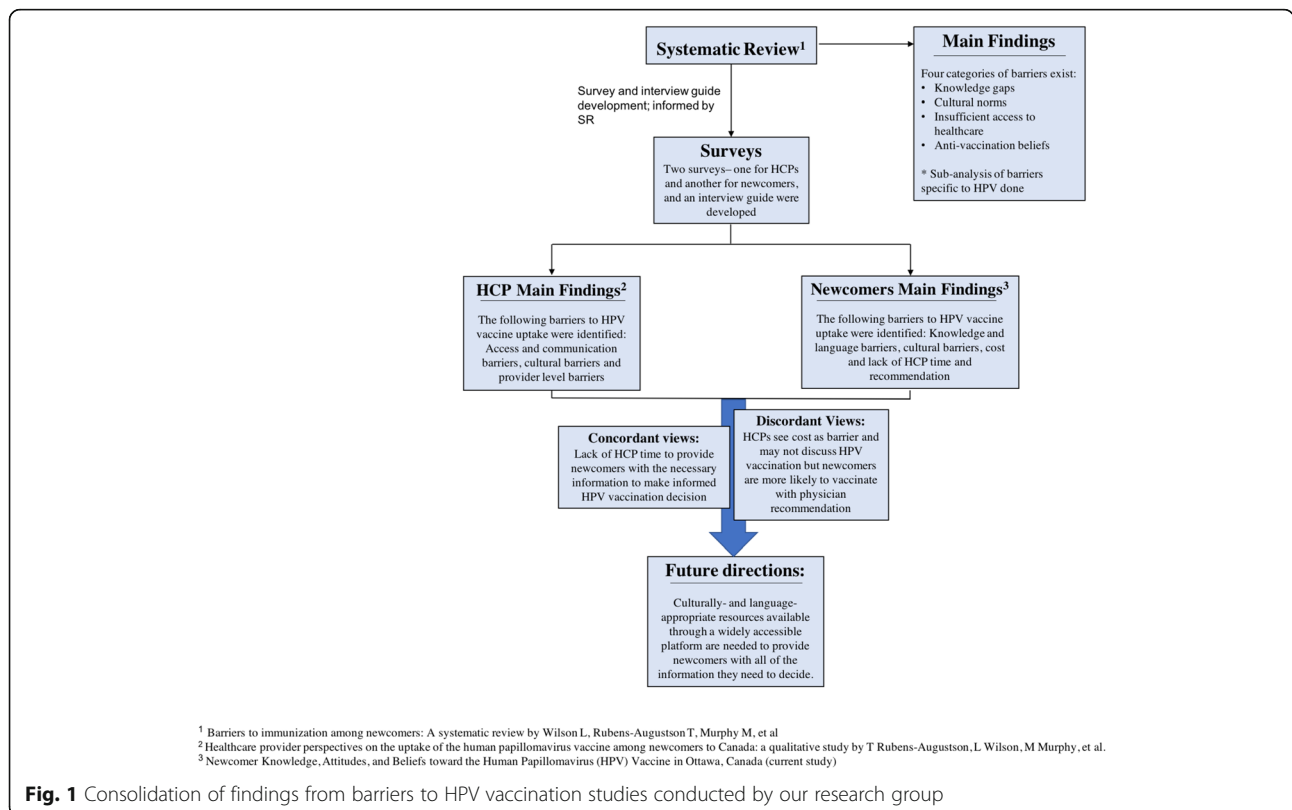 Systematic Review¹
Main Findings
Four categories of barriers exist:
• Knowledge gaps
• Cultural norms
• Insufficient access to
healthcare
• Anti-vaccination beliefs
* Sub-analysis of barriers
specific to HPV done
Survey and interview guide
development; informed by
SR
Surveys
Two surveys– one for HCPs
and another for newcomers,
and an interview guide were
developed
HCP Main Findings²
The following barriers to HPV
vaccine uptake were identified:
Access and communication
barriers, cultural barriers and
provider level barriers
Newcomers Main Findings³
The following barriers to HPV vaccine
uptake were identified: Knowledge and
language barriers, cultural barriers, cost
and lack of HCP time and
recommendation
Concordant views:
Lack of HCP time to provide
newcomers with the necessary
information to make informed
HPV vaccination decision
Discordant Views:
HCPs see cost as barrier and
may not discuss HPV
vaccination but newcomers
are more likely to vaccinate
with physician
recommendation
Future directions:
Culturally- and language-
appropriate resources available
through a widely accessible
platform are needed to provide
newcomers with all of the
information they need to decide.
¹ Barriers to immunization among newcomers: A systematic review by Wilson L, Rubens-Augustson T, Murphy M, et al
² Healthcare provider perspectives on the uptake of the human papillomavirus vaccine among newcomers to Canada: a qualitative study by T Rubens-Augustson, L Wilson, M Murphy, et al.
³ Newcomer Knowledge, Attitudes, and Beliefs toward the Human Papillomavirus (HPV) Vaccine in Ottawa, Canada (current study)
Fig. 1 Consolidation of findings from barriers to HPV vaccination studies conducted by our research group